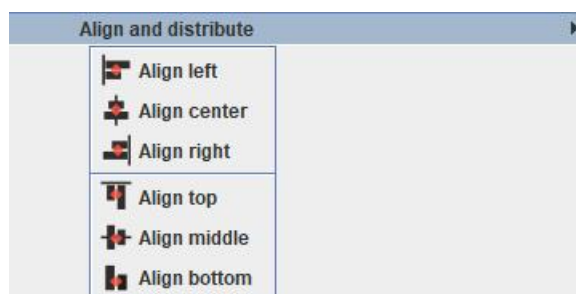 Align and distribute
Align left
Align center
Align right
Align top
Align middle
Align bottom